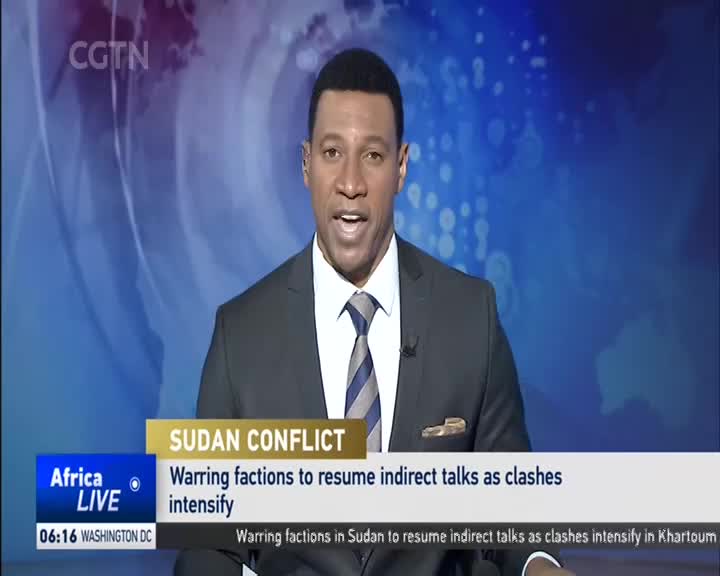 CGTN
SUDAN CONFLICT
Warring factions to resume indirect talks as clashes
intensify
Africa
LIVE
06:16 WASHINGTON DC
Warring factions in Sudan to resume indirect talks as clashes intensify in Khartoum